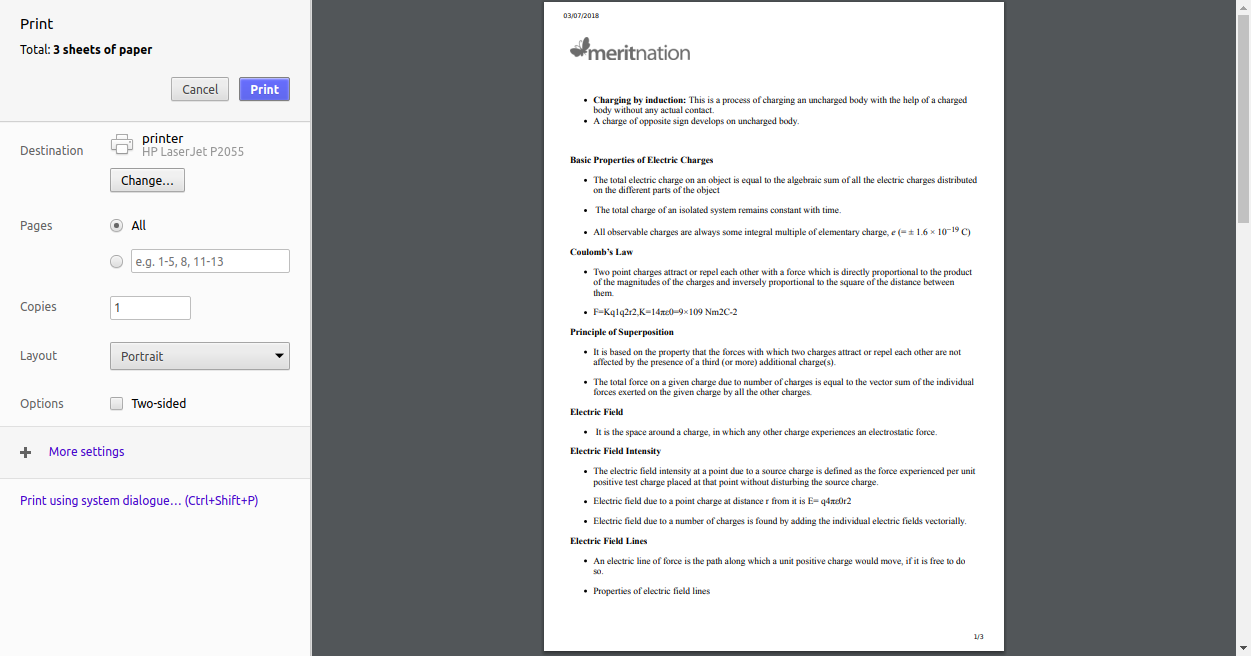 Print
Total: 3 sheets of paper
Cancel
Print
Destination
printer
HP LaserJet P2055
Change...
Pages
All
e.g. 1-5, 8, 11-13
Copies
1
Layout
Portrait
Options
Two-sided
More settings
Print using system dialogue... (Ctrl+Shift+P)
03/07/2018
meritnation
• Charging by induction: This is a process of charging an uncharged body with the help of a charged
body without any actual contact.
• A charge of opposite sign develops on uncharged body.
Basic Properties of Electric Charges
• The total electric charge on an object is equal to the algebraic sum of all the electric charges distributed
on the different parts of the object
• The total charge of an isolated system remains constant with time.
• All observable charges are always some integral multiple of elementary charge, e (= ± 1.6 × 10⁻¹⁹ C)
Coulomb's Law
• Two point charges attract or repel each other with a force which is directly proportional to the product
of the magnitudes of the charges and inversely proportional to the square of the distance between
them.
• F=Kq1q2r2,K=14πε0=9×109 Nm2C-2
Principle of Superposition
• It is based on the property that the forces with which two charges attract or repel each other are not
affected by the presence of a third (or more) additional charge(s).
• The total force on a given charge due to number of charges is equal to the vector sum of the individual
forces exerted on the given charge by all the other charges.
Electric Field
• It is the space around a charge, in which any other charge experiences an electrostatic force.
Electric Field Intensity
• The electric field intensity at a point due to a source charge is defined as the force experienced per unit
positive test charge placed at that point without disturbing the source charge.
• Electric field due to a point charge at distance r from it is E= q4πε0r2
• Electric field due to a number of charges is found by adding the individual electric fields vectorially.
Electric Field Lines
• An electric line of force is the path along which a unit positive charge would move, if it is free to do
so.
• Properties of electric field lines
1/3